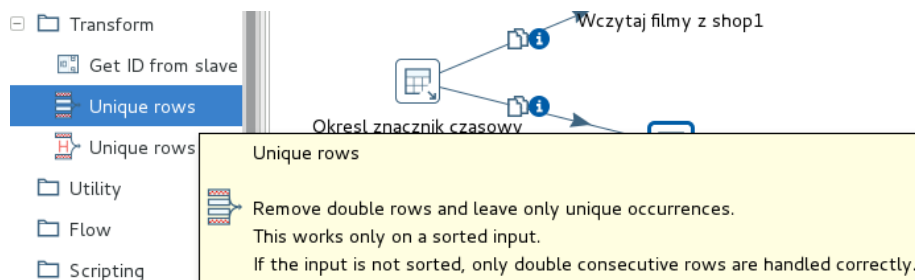 Transform
Get ID from slave
Unique rows
Unique rows
Utility
Flow
Scripting
Wczytaj filmy z shop1
Okresl znacznik czasowy
Unique rows
Remove double rows and leave only unique occurrences.
This works only on a sorted input.
If the input is not sorted, only double consecutive rows are handled correctly.